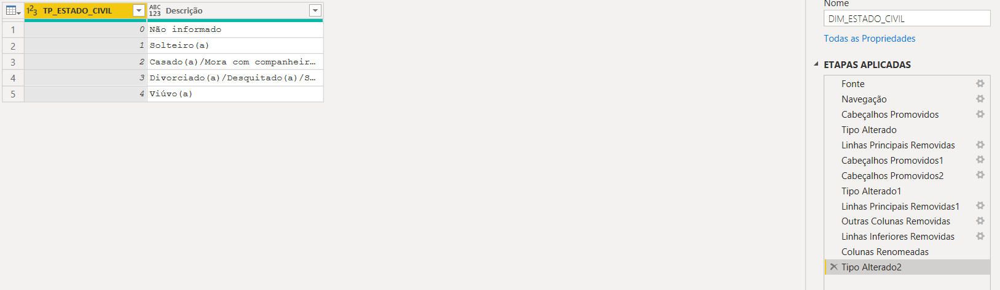 123 TP_ESTADO_CIVIL ABC 123 Descrição
1 0 Não informado
2 1 Solteiro(a)
3 2 Casado(a)/Mora com companheir…
4 3 Divorciado(a)/Desquitado(a)/S…
5 4 Viúvo(a)
Nome
DIM_ESTADO_CIVIL
Todas as Propriedades
ETAPAS APLICADAS
Fonte
Navegação
Cabeçalhos Promovidos
Tipo Alterado
Linhas Principais Removidas
Cabeçalhos Promovidos1
Cabeçalhos Promovidos2
Tipo Alterado1
Linhas Principais Removidas1
Outras Colunas Removidas
Linhas Inferiores Removidas
Colunas Renomeadas
Tipo Alterado2